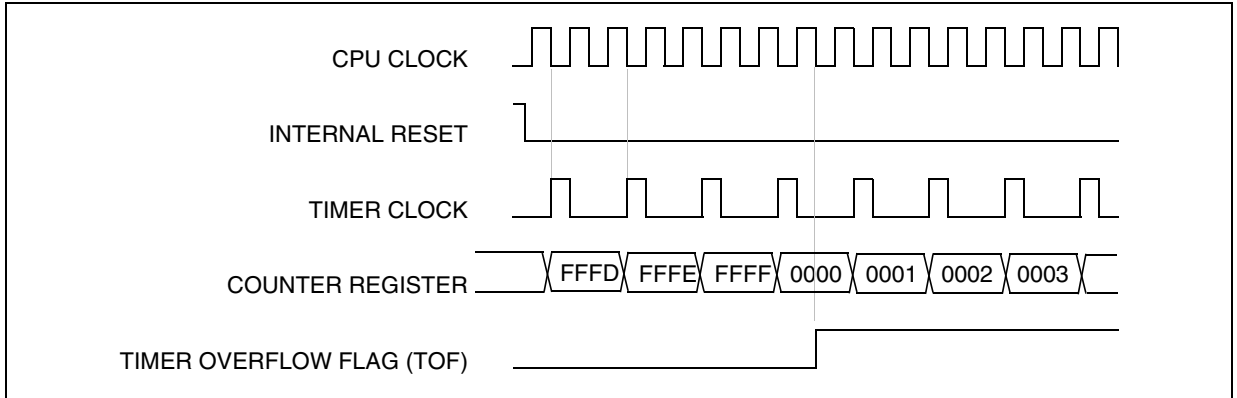 CPU CLOCK
INTERNAL RESET
TIMER CLOCK
COUNTER REGISTER FFFD FFFE FFFF 0000 0001 0002 0003
TIMER OVERFLOW FLAG (TOF)